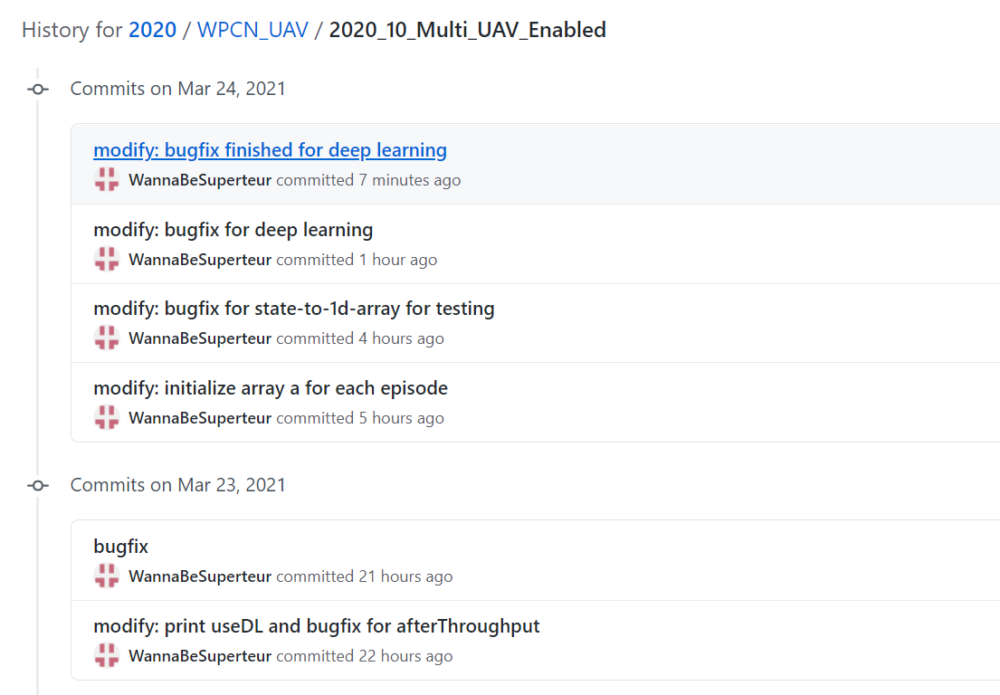 History for 2020 / WPCN_UAV / 2020_10_Multi_UAV_Enabled
Commits on Mar 24, 2021
modify: bugfix finished for deep learning
WannaBeSuperteur committed 7 minutes ago
modify: bugfix for deep learning
WannaBeSuperteur committed 1 hour ago
modify: bugfix for state-to-1d-array for testing
WannaBeSuperteur committed 4 hours ago
modify: initialize array a for each episode
WannaBeSuperteur committed 5 hours ago
Commits on Mar 23, 2021
bugfix
WannaBeSuperteur committed 21 hours ago
modify: print useDL and bugfix for afterThroughput
WannaBeSuperteur committed 22 hours ago